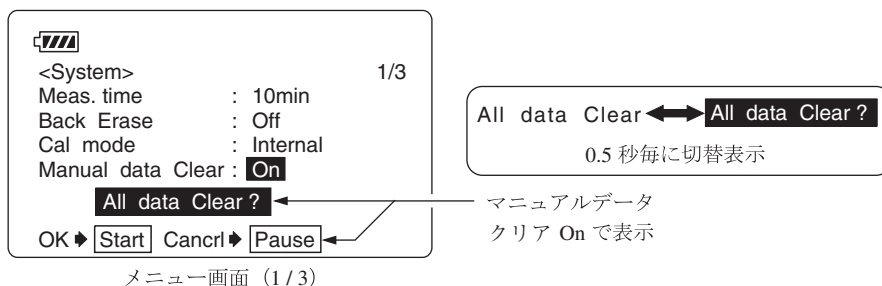 <System> 1/3
Meas. time : 10min
Back Erase : Off
Cal mode : Internal
Manual data Clear : On
All data Clear ?
OK Start Cancrl Pause
メニュー画面（1 / 3）
All data Clear All data Clear ?
0.5 秒毎に切替表示
マニュアルデータ
クリア On で表示